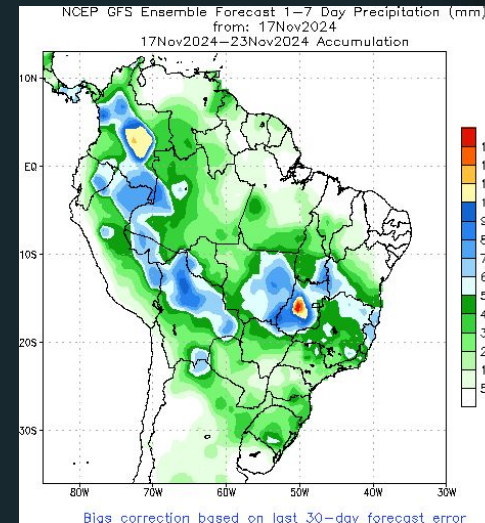 NCEP GFS Ensemble Forecast 1-7 Day Precipitation (mm)
from: 17Nov2024
17Nov2024-23Nov2024 Accumulation
10N
EQ
10S
20S
30S
80W 70W 60W 50W 40W 30W
Bias correction based on last 30-day forecast error